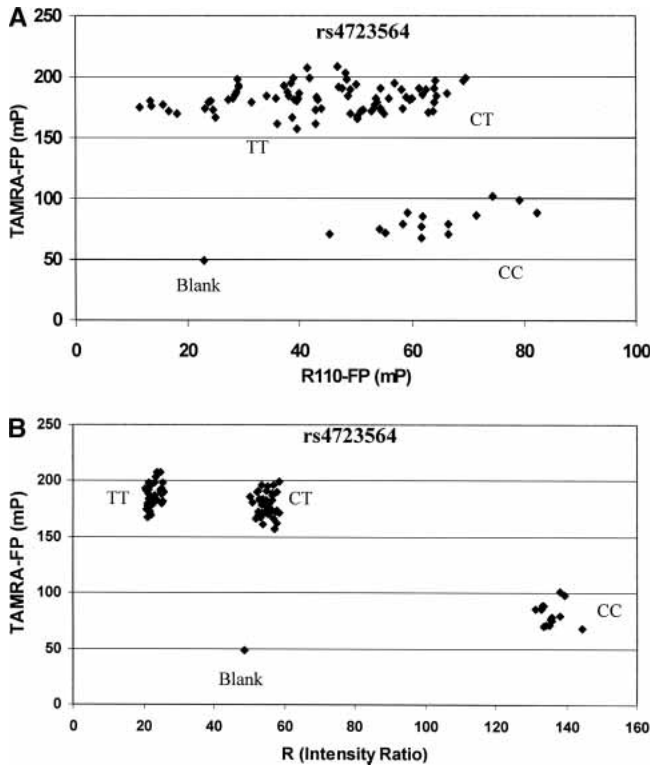 A
rs4723564
250
200
150
100
50
0
TAMRA-FP (mP)
TT
CT
CC
Blank
0
20
40
60
80
100
R110-FP (mP)
B
rs4723564
250
200
150
100
50
0
TAMRA-FP (mP)
TT
CT
CC
Blank
0
20
40
60
80
100
120
140
160
R (Intensity Ratio)